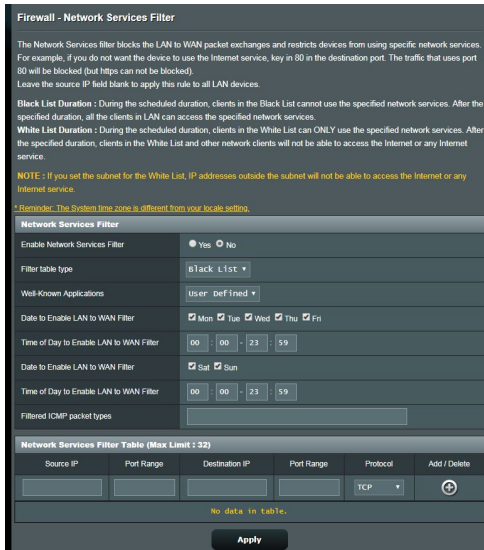 Firewall - Network Services Filter
The Network Services filter blocks the LAN to WAN packet exchanges and restricts devices from using specific network services.
For example, if you do not want the device to use the Internet service, key in 80 in the destination port. The traffic that uses port
80 will be blocked (but https can not be blocked).
Leave the source IP field blank to apply this rule to all LAN devices.
Black List Duration : During the scheduled duration, clients in the Black List cannot use the specified network services. After the
specified duration, all the clients in LAN can access the specified network services.
White List Duration : During the scheduled duration, clients in the White List can ONLY use the specified network services. After
the specified duration, clients in the White List and other network clients will not be able to access the Internet or any Internet
service.
NOTE : If you set the subnet for the White List, IP addresses outside the subnet will not be able to access the Internet or any
Internet service.
* Reminder: The System time zone is different from your locale setting.
Network Services Filter
Enable Network Services Filter Yes No
Filter table type Black List
Well-Known Applications User Defined
Date to Enable LAN to WAN Filter Mon Tue Wed Thu Fri
Time of Day to Enable LAN to WAN Filter 00 : 00 - 23 : 59
Date to Enable LAN to WAN Filter Sat Sun
Time of Day to Enable LAN to WAN Filter 00 : 00 - 23 : 59
Filtered ICMP packet types
Network Services Filter Table (Max Limit : 32)
Source IP Port Range Destination IP Port Range Protocol Add / Delete
TCP
No data in table.
Apply